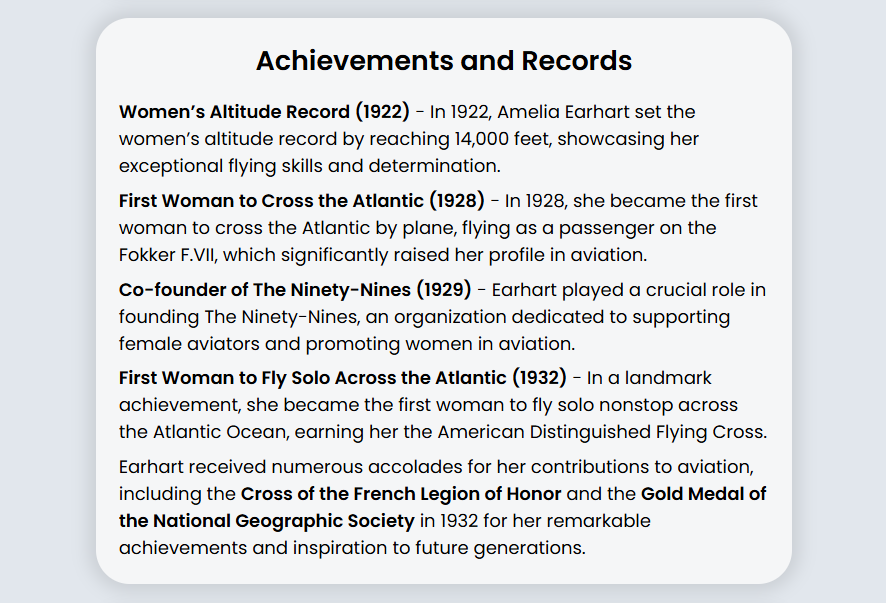 Achievements and Records
Women’s Altitude Record (1922) - In 1922, Amelia Earhart set the
women’s altitude record by reaching 14,000 feet, showcasing her
exceptional flying skills and determination.
First Woman to Cross the Atlantic (1928) - In 1928, she became the first
woman to cross the Atlantic by plane, flying as a passenger on the
Fokker F.VII, which significantly raised her profile in aviation.
Co-founder of The Ninety-Nines (1929) - Earhart played a crucial role in
founding The Ninety-Nines, an organization dedicated to supporting
female aviators and promoting women in aviation.
First Woman to Fly Solo Across the Atlantic (1932) - In a landmark
achievement, she became the first woman to fly solo nonstop across
the Atlantic Ocean, earning her the American Distinguished Flying Cross.
Earhart received numerous accolades for her contributions to aviation,
including the Cross of the French Legion of Honor and the Gold Medal of
the National Geographic Society in 1932 for her remarkable
achievements and inspiration to future generations.